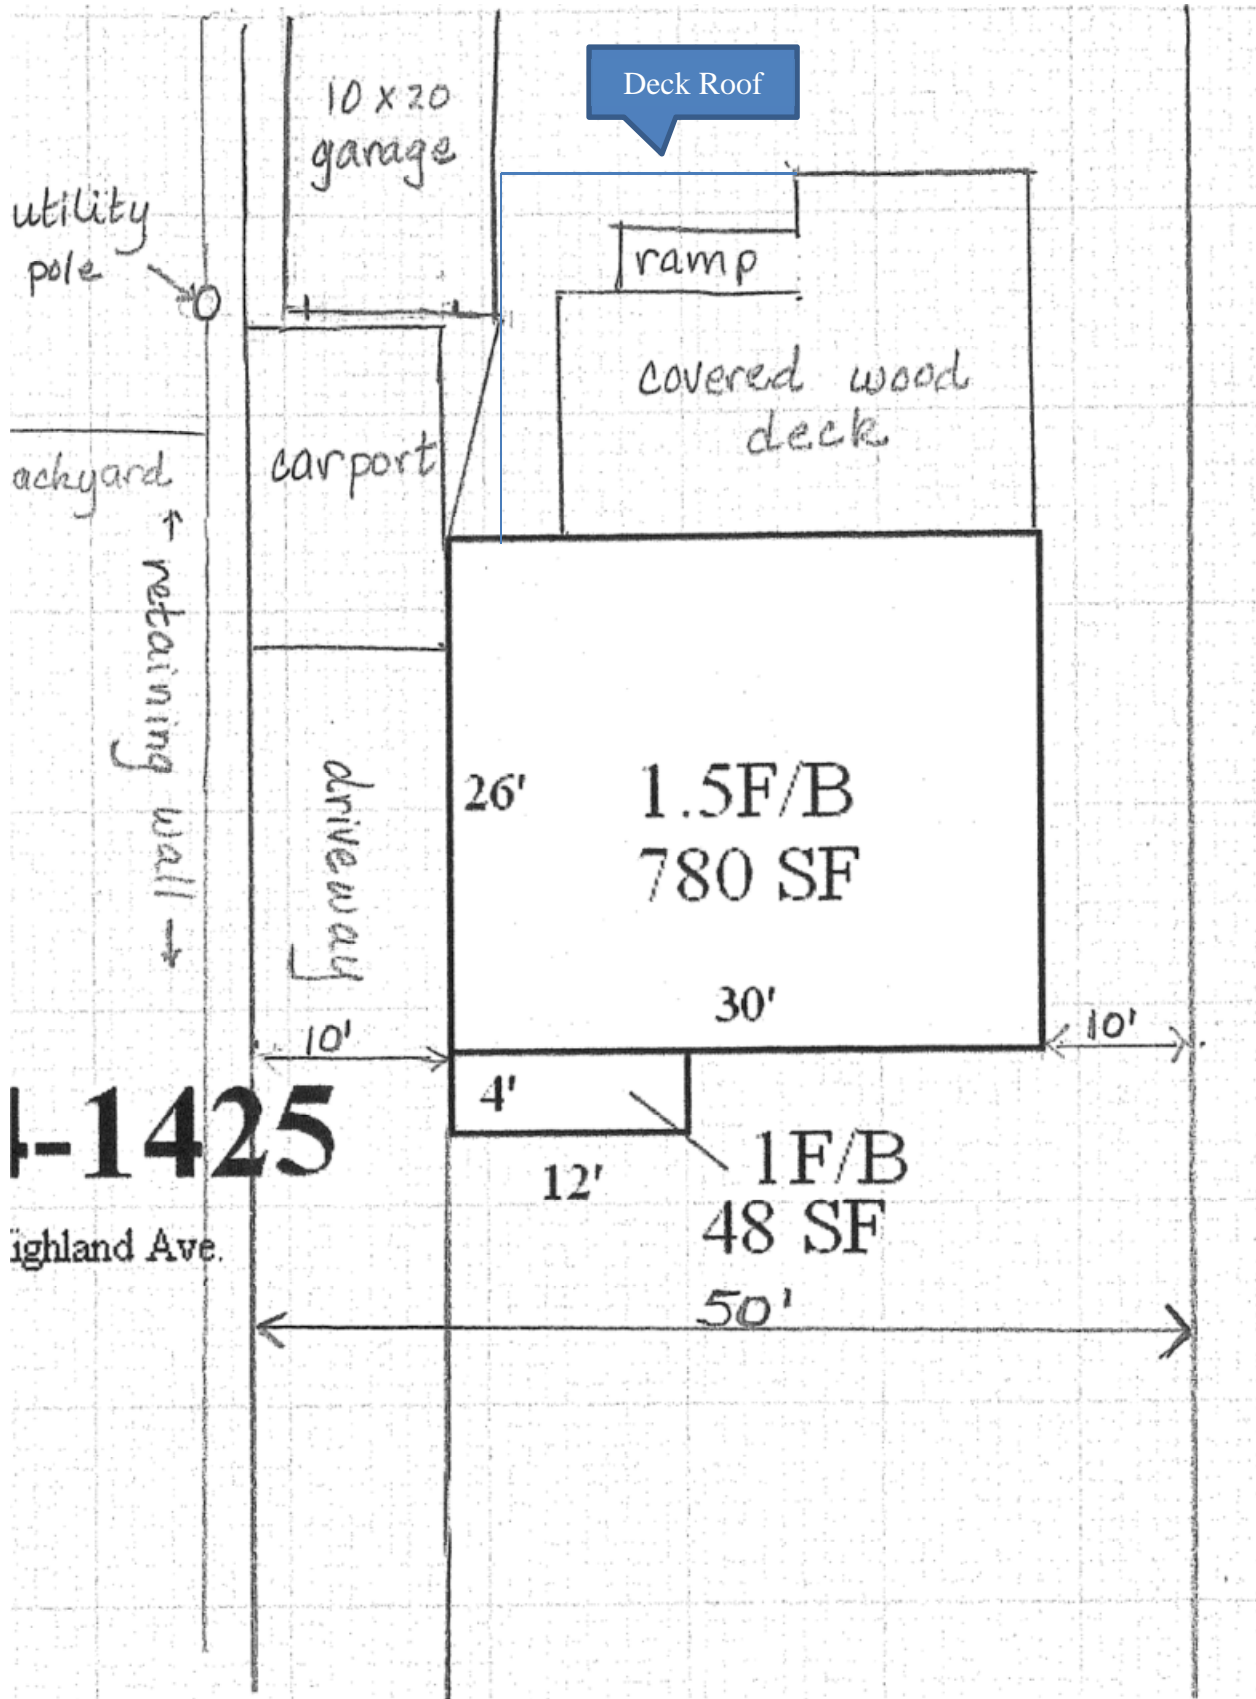 Deck Roof
10 x 20
garage
utility
pole
ramp
covered wood
deck
carport
ackyard
← retaining wall →
driveway
26'
1.5F/B
780 SF
30'
10'
10'
4'
-1425
12'
1F/B
48 SF
ighland Ave.
50'